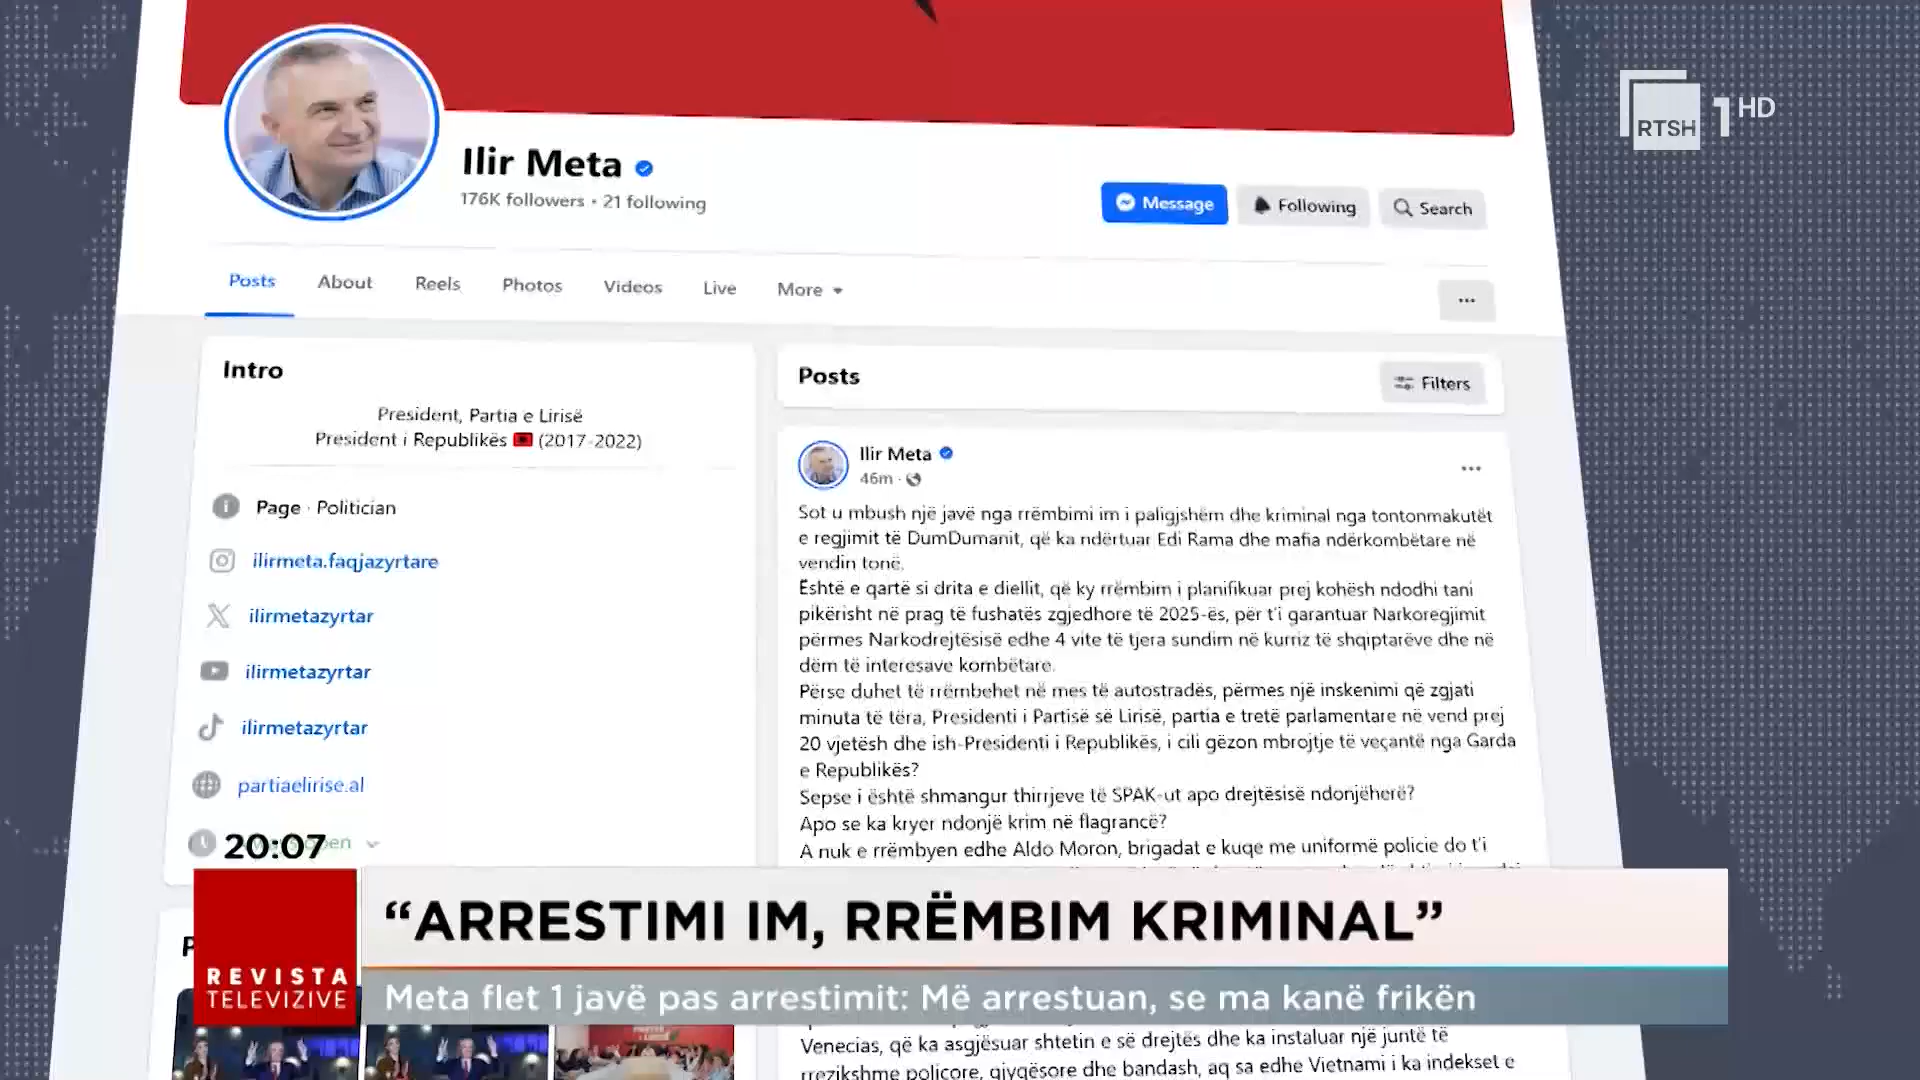 RTSH 1 HD
Ilir Meta
176K followers • 21 following
Message
Following
Search
Posts
About
Reels
Photos
Videos
Live
More
Intro
President, Partia e Lirisë
President i Republikës (2017-2022)
Page · Politician
ilirmeta.faqjazyrtare
ilirmetazyrtar
ilirmetazyrtar
ilirmetazyrtar
partiaelirise.al
Posts
Filters
Ilir Meta
46m
Sot u mbush një javë nga rrëmbimi im i paligjshëm dhe kriminal nga tontonmakutët
e regjimit të DumDumanit, që ka ndërtuar Edi Rama dhe mafia ndërkombëtare në
vendin tonë.
Është e qartë si drita e diellit, që ky rrëmbim i planifikuar prej kohësh ndodhi tani
pikërisht në prag të fushatës zgjedhore të 2025-ës, për t'i garantuar Narkoregjimit
përmes Narkodrejtësisë edhe 4 vite të tjera sundim në kurriz të shqiptarëve dhe në
dëm të interesave kombëtare.
Përse duhet të rrëmbehet në mes të autostradës, përmes një inskenimi që zgjati
minuta të tëra, Presidenti i Partisë së Lirisë, partia e tretë parlamentare në vend prej
20 vjetësh dhe ish-Presidenti i Republikës, i cili gëzon mbrojtje të veçantë nga Garda
e Republikës?
Sepse i është shmangur thirrjeve të SPAK-ut apo drejtësisë ndonjëherë?
Apo se ka kryer ndonjë krim në flagrancë?
A nuk e rrëmbyen edhe Aldo Moron, brigadat e kuqe me uniformë policie do t'i
20:07
"ARRESTIMI IM, RRËMBIM KRIMINAL"
REVISTA
TELEVIZIVE
Meta flet 1 javë pas arrestimit: Më arrestuan, se ma kanë frikën
Venecias, që ka asgjësuar shtetin e së drejtës dhe ka instaluar një juntë të
rrezikshme policore, gjyqësore dhe bandash, aq sa edhe Vietnami i ka indekset e